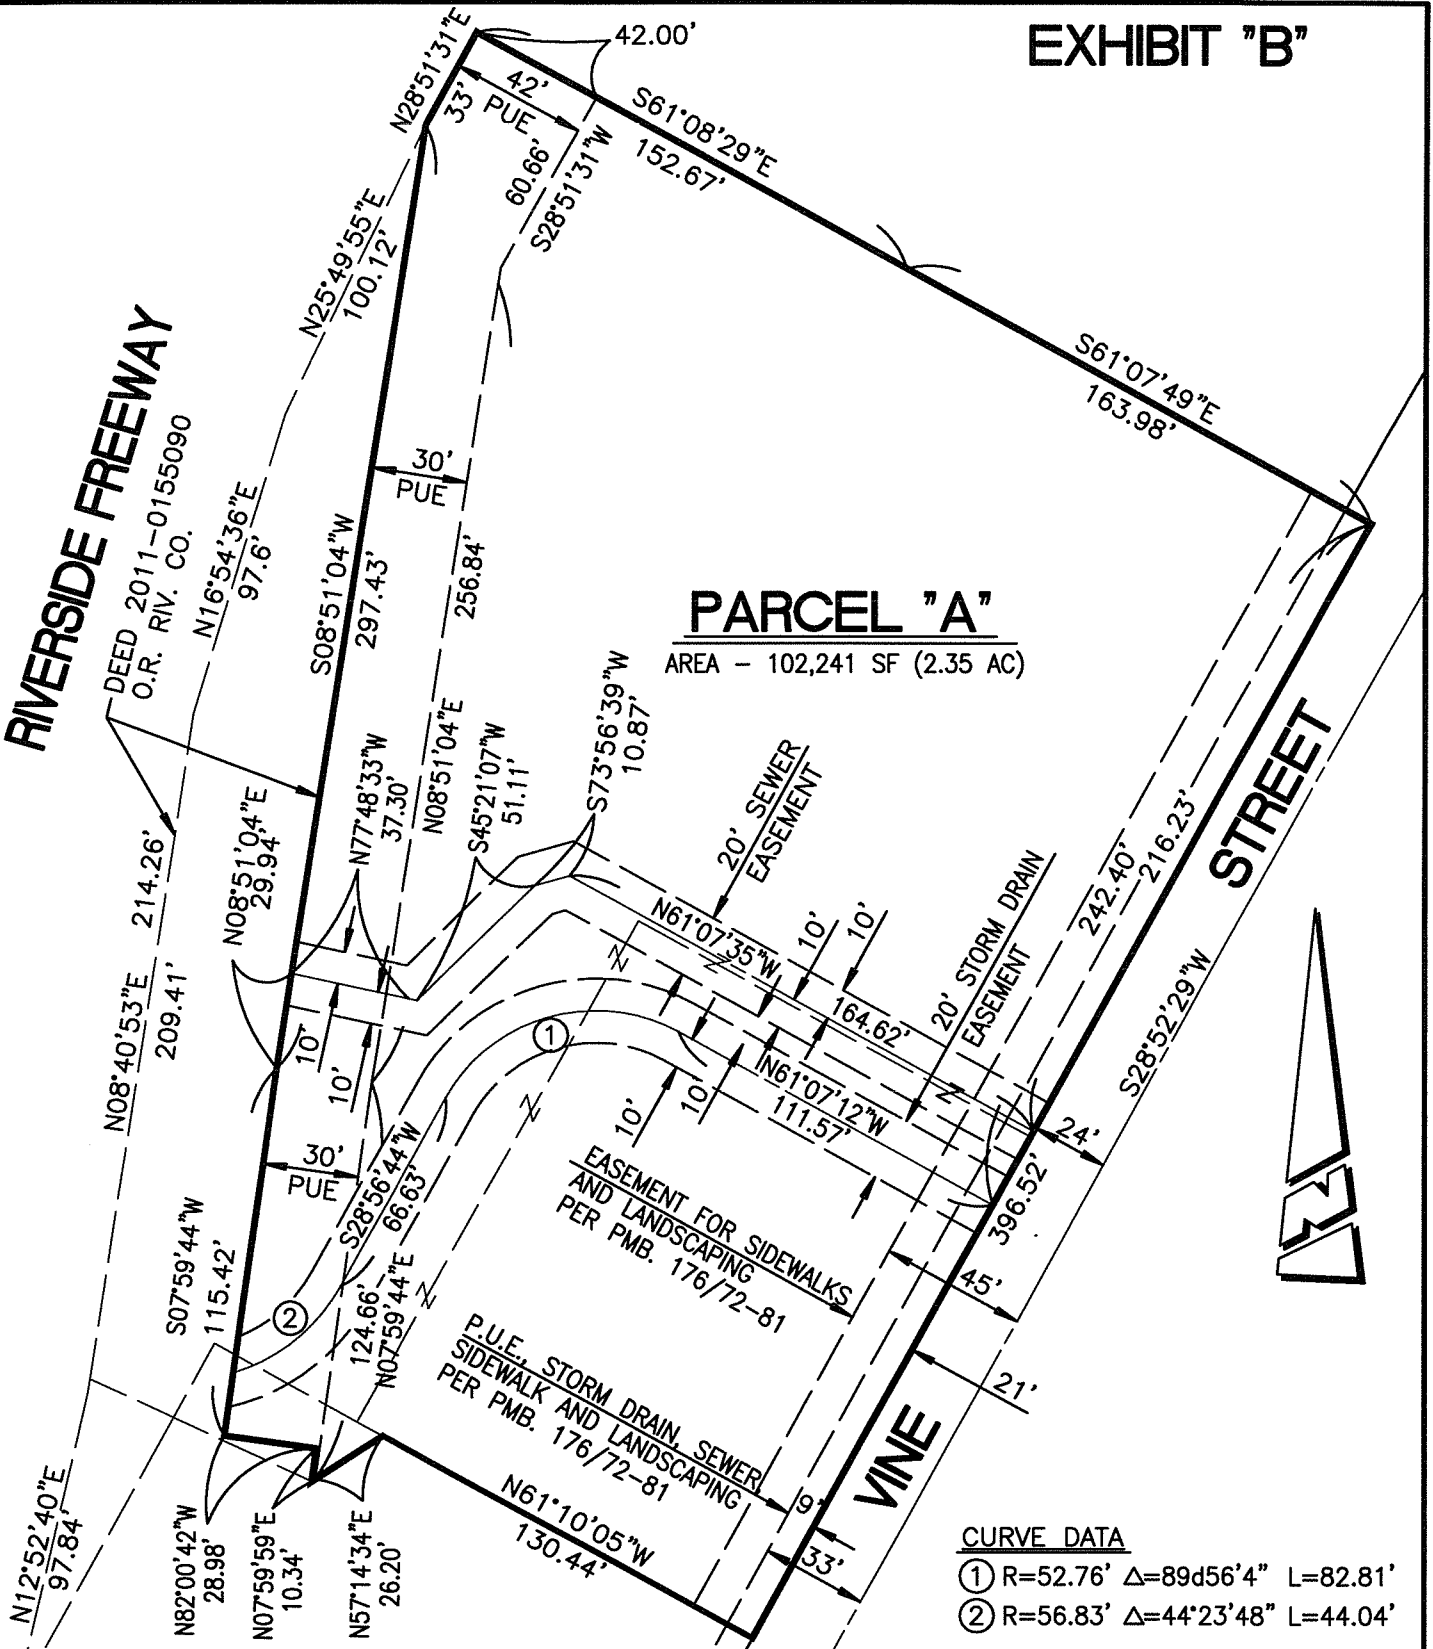 EXHIBIT "B"
42.00'
N28°51'31"E
33'
42'
PUE
60.66'
S28°51'31"W
S61°08'29"E
152.67'
N25°49'55"E
100.12'
S61°07'49"E
163.98'
RIVERSIDE FREEWAY
DEED 2011-0155090
O.R. RIV. CO.
N16°54'36"E
97.6'
S08°51'04"W
297.43'
30'
PUE
256.84'
N08°51'04"E
PARCEL "A"
AREA - 102,241 SF (2.35 AC)
N08°51'04"E
29.94'
N77°48'33"W
37.30'
S45°21'07"W
51.11'
S73°56'39"W
10.87'
20' SEWER
EASEMENT
N61°07'35"W
164.62'
10'
10'
20' STORM DRAIN
EASEMENT
242.40'
216.23'
STREET
S28°52'29"W
N08°40'53"E 214.26'
209.41'
10'
10'
1
N61°07'12"W
111.57'
10'
10'
24'
396.52'
30'
PUE
S28°56'44"W
66.63'
EASEMENT FOR SIDEWALKS
AND LANDSCAPING
PER PMB. 176/72-81
45'
S07°59'44"W
115.42'
2
124.66'
N07°59'44"E
P.U.E., STORM DRAIN, SEWER,
SIDEWALK AND LANDSCAPING
PER PMB. 176/72-81
21'
VINE
9'
33'
N12°52'40"E
97.84'
N82°00'42"W
28.98'
N07°59'59"E
10.34'
N57°14'34"E
26.20'
N61°10'05"W
130.44'
CURVE DATA
1 R=52.76' Δ=89d56'4" L=82.81'
2 R=56.83' Δ=44°23'48" L=44.04'